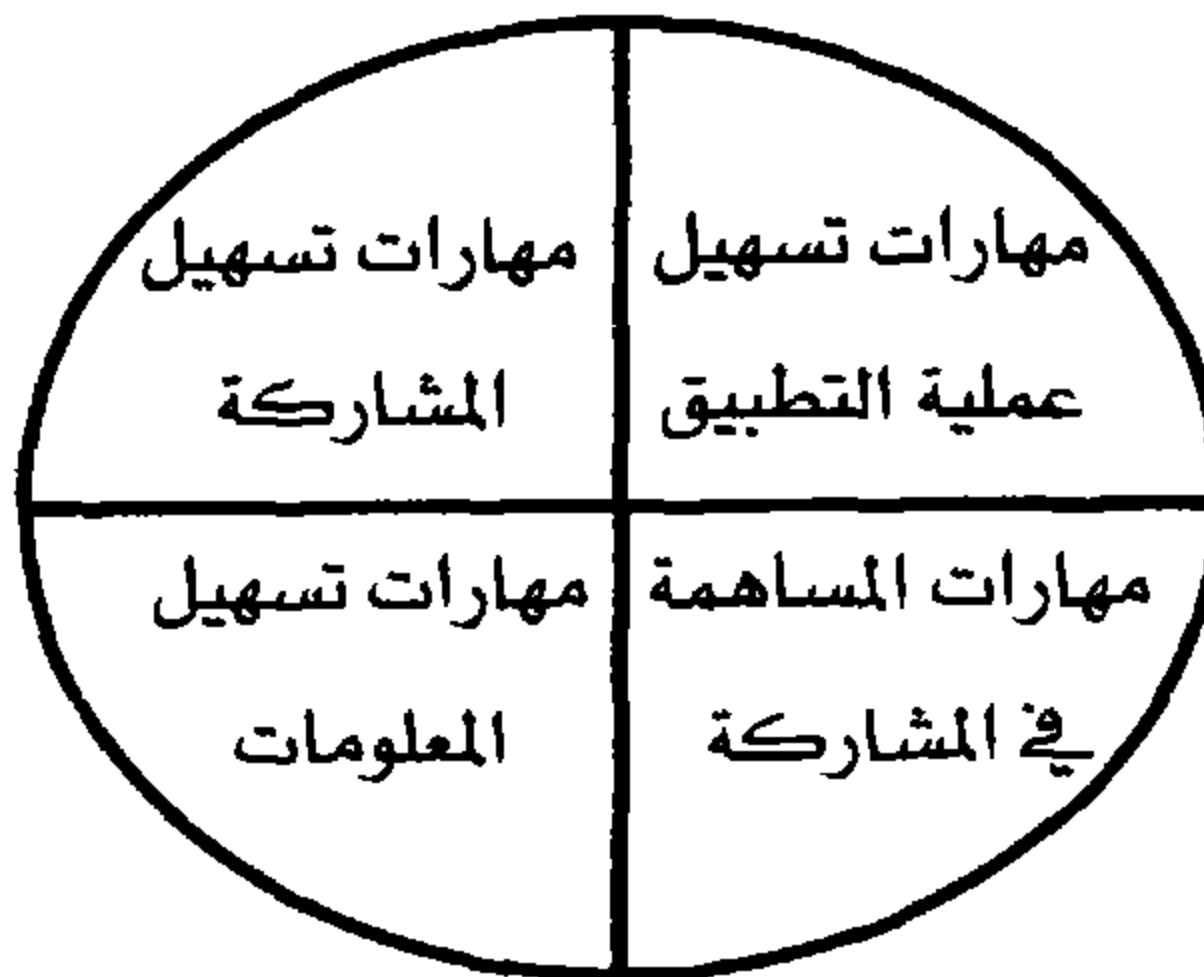 مهارات تسهيل
عملية التطبيق
مهارات تسهيل
المشاركة
مهارات المساهمة
في المشاركة
مهارات تسهيل
المعلومات